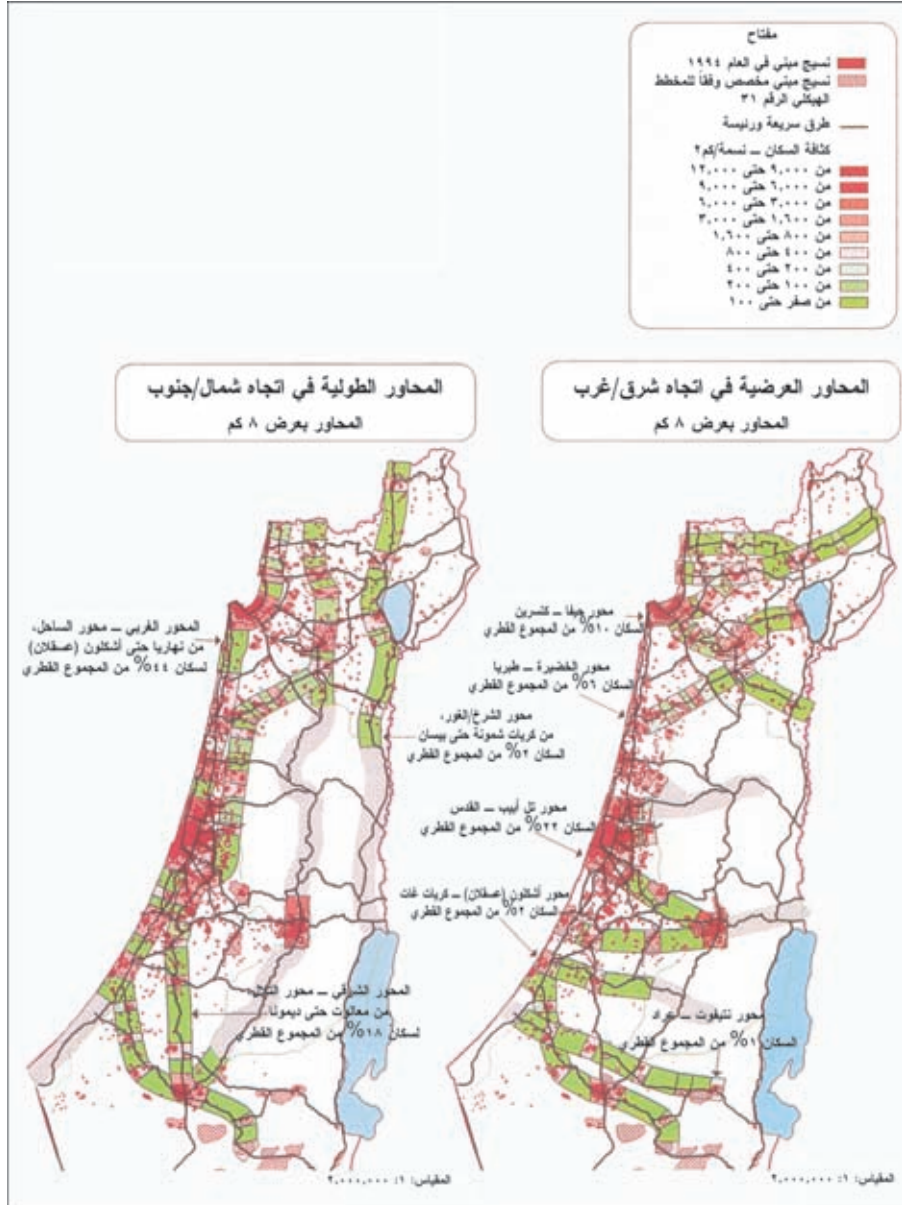 مفتاح
نسيج مبني في العام ١٩٩٤
نسيج مبني مخصص وفقاً للمخطط
الهيكلي الرقم ٣١
طرق سريعة ورئيسة
كثافة السكان – نسمة/كم٢
من ٩,٠٠٠ حتى ١٢,٠٠٠
من ٦,٠٠٠ حتى ٩,٠٠٠
من ٣,٠٠٠ حتى ٦,٠٠٠
من ١,٦٠٠ حتى ٣,٠٠٠
من ٨٠٠ حتى ١,٦٠٠
من ٤٠٠ حتى ٨٠٠
من ٢٠٠ حتى ٤٠٠
من ١٠٠ حتى ٢٠٠
من صفر حتى ١٠٠
المحاور العرضية في اتجاه شرق/غرب
المحاور بعرض ٨ كم
محور حيفا – كتسرين
السكان ١٠% من المجموع القطري
محور الخضيرة – طبريا
السكان ٦% من المجموع القطري
محور تل أبيب – القدس
السكان ٢٢% من المجموع القطري
محور أشكلون (عسقلان) – كريات غات
السكان ٢% من المجموع القطري
محور نتيفوت – عراد
السكان ١% من المجموع القطري
المقياس: ١: ٢,٠٠٠,٠٠٠
المحاور الطولية في اتجاه شمال/جنوب
المحاور بعرض ٨ كم
المحور الغربي – محور الساحل،
من نهاريا حتى أشكلون (عسقلان)
لسكان ٤٤% من المجموع القطري
محور الشرخ/الغور،
من كريات شمونة حتى بيسان
السكان ٢% من المجموع القطري
المحور الشرقي – محور التلال،
من معالوت حتى ديمونا
لسكان ١٨% من المجموع القطري
المقياس: ١: ٢,٠٠٠,٠٠٠